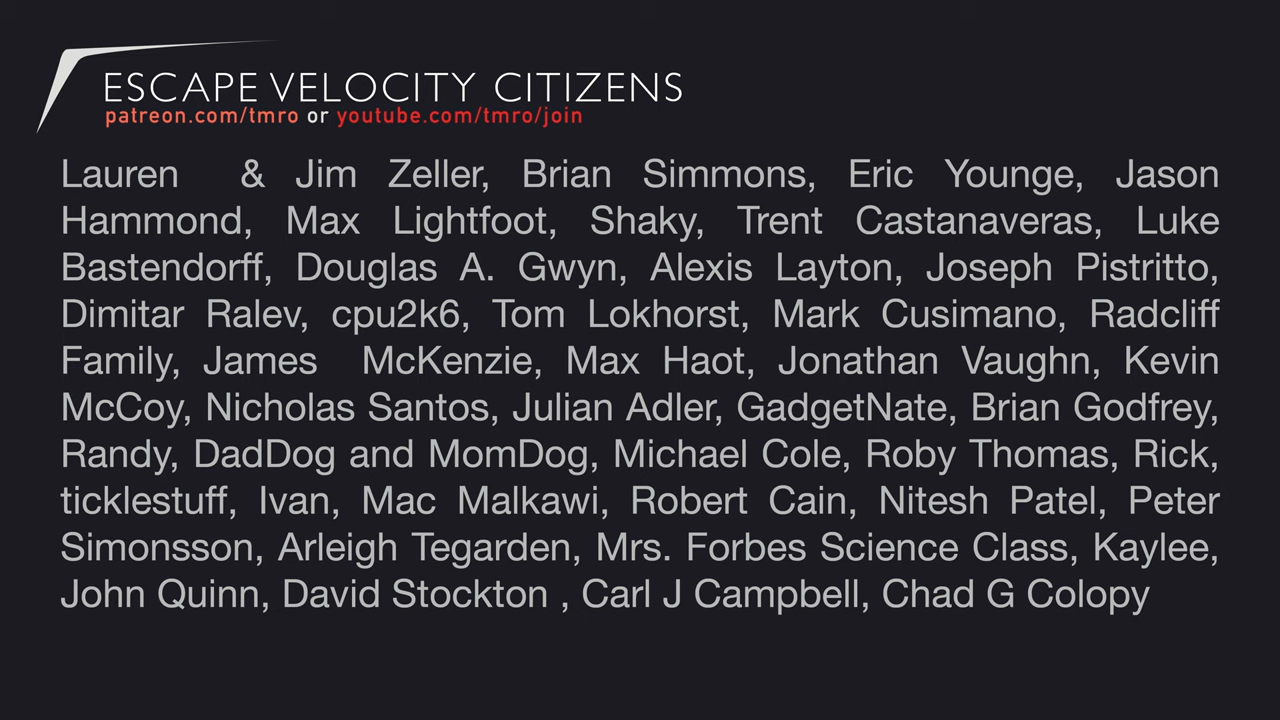 ESCAPE VELOCITY CITIZENS
patreon.com/tmro or youtube.com/tmro/join
Lauren & Jim Zeller, Brian Simmons, Eric Younge, Jason
Hammond, Max Lightfoot, Shaky, Trent Castanaveras, Luke
Bastendorff, Douglas A. Gwyn, Alexis Layton, Joseph Pistritto,
Dimitar Ralev, cpu2k6, Tom Lokhorst, Mark Cusimano, Radcliff
Family, James McKenzie, Max Haot, Jonathan Vaughn, Kevin
McCoy, Nicholas Santos, Julian Adler, GadgetNate, Brian Godfrey,
Randy, DadDog and MomDog, Michael Cole, Roby Thomas, Rick,
ticklestuff, Ivan, Mac Malkawi, Robert Cain, Nitesh Patel, Peter
Simonsson, Arleigh Tegarden, Mrs. Forbes Science Class, Kaylee,
John Quinn, David Stockton , Carl J Campbell, Chad G Colopy